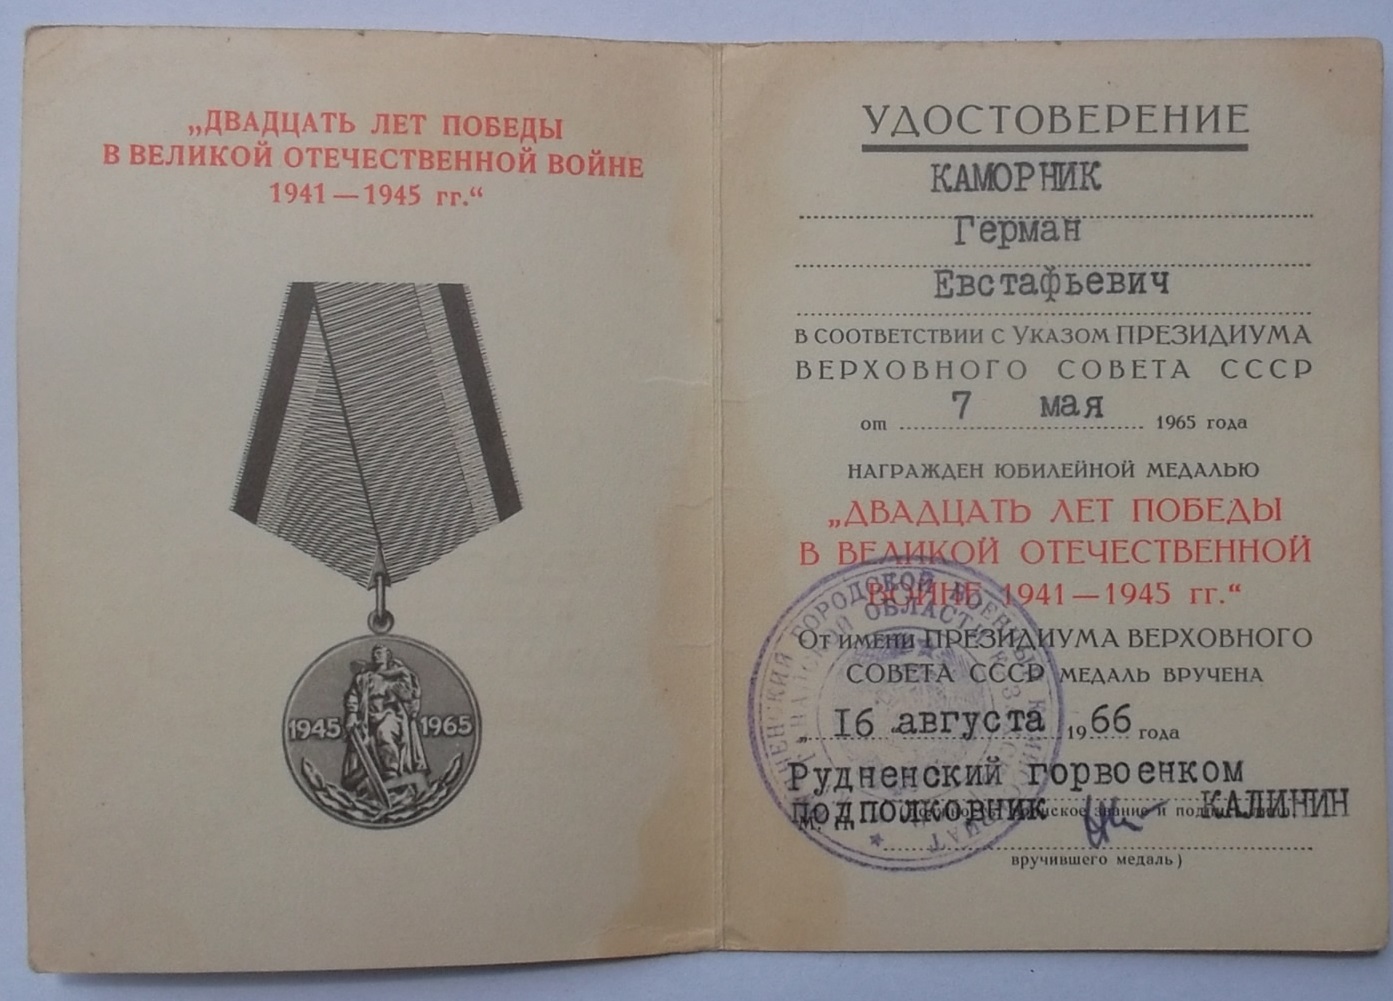 „ДВАДЦАТЬ ЛЕТ ПОБЕДЫ
В ВЕЛИКОЙ ОТЕЧЕСТВЕННОЙ ВОЙНЕ
1941—1945 гг.“
1945 1965
УДОСТОВЕРЕНИЕ
КАМОРНИК
Герман
Евстафьевич
В СООТВЕТСТВИИ С УКАЗОМ ПРЕЗИДИУМА
ВЕРХОВНОГО СОВЕТА СССР
от 7 мая 1965 года
НАГРАЖДЕН ЮБИЛЕЙНОЙ МЕДАЛЬЮ
„ДВАДЦАТЬ ЛЕТ ПОБЕДЫ
В ВЕЛИКОЙ ОТЕЧЕСТВЕННОЙ
ВОЙНЕ 1941—1945 гг.“
ОТ ИМЕНИ ПРЕЗИДИУМА ВЕРХОВНОГО
СОВЕТА СССР МЕДАЛЬ ВРУЧЕНА
„16 августа 1966 года
Рудненский горвоенком
подполковник КАЛИНИН
вручившего медаль)
ГОРОДСКОЙ ВОЕННЫЙ